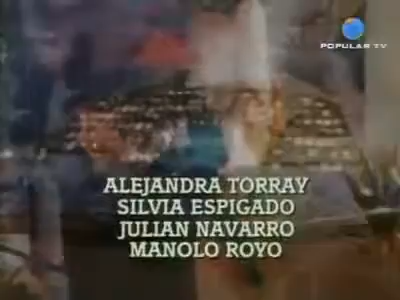 POPULAR TV
ALEJANDRA TORRAY
SILVIA ESPIGADO
JULIAN NAVARRO
MANOLO ROYO